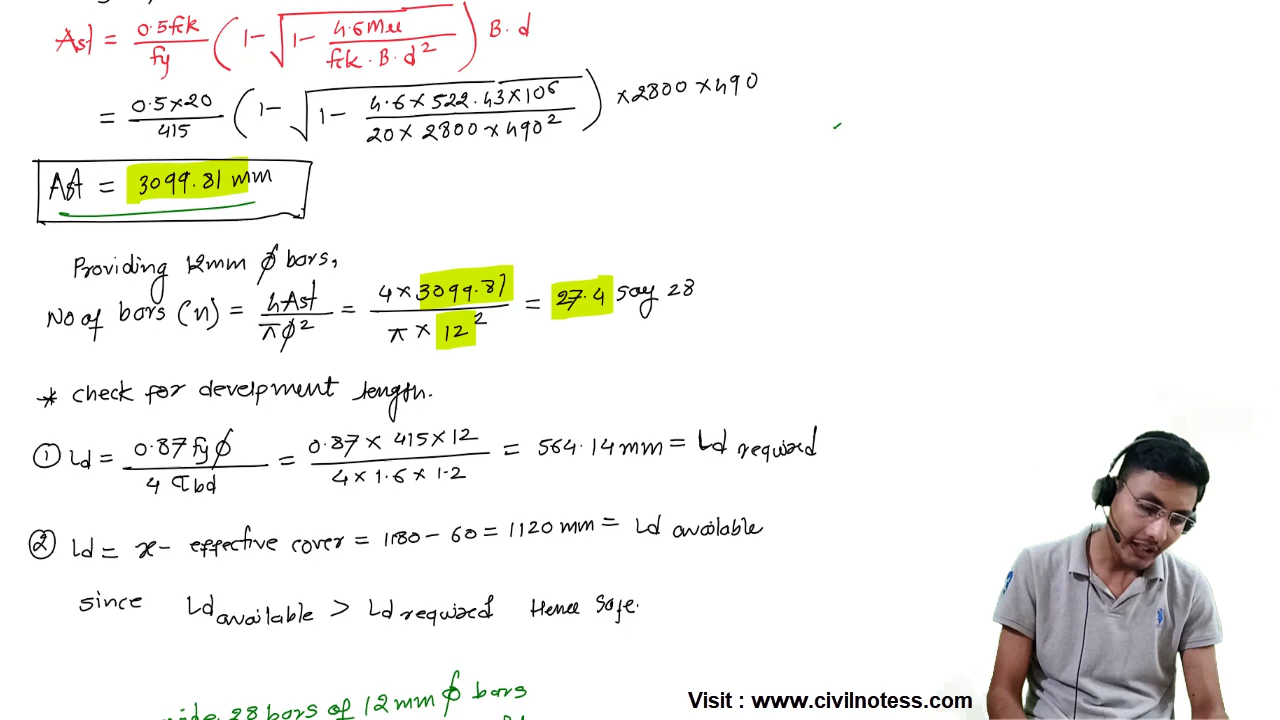 Ast = 0.5fck/fy (1-√(1- 4.6Mu/fck.B.d²)) B.d
= 0.5×20/415 (1-√(1- 4.6×522.43×10⁶/20×2800×490²)) ×2800×490
Ast = 3099.81 mm
Providing 12mm ϕ bars,
No of bars (n) = 4Ast/πϕ² = 4×3099.81/π×12² = 27.4 say 28
* check for develpment length.
① Ld = 0.87fyϕ/4τbd = 0.87×415×12/4×1.6×1.2 = 564.14mm = Ld required
② Ld = x- effective cover = 1180-60 = 1120 mm = Ld available
since Ld available > Ld required Hence safe.
28 bars of 12mm ϕ bars
Visit : www.civilnotess.com